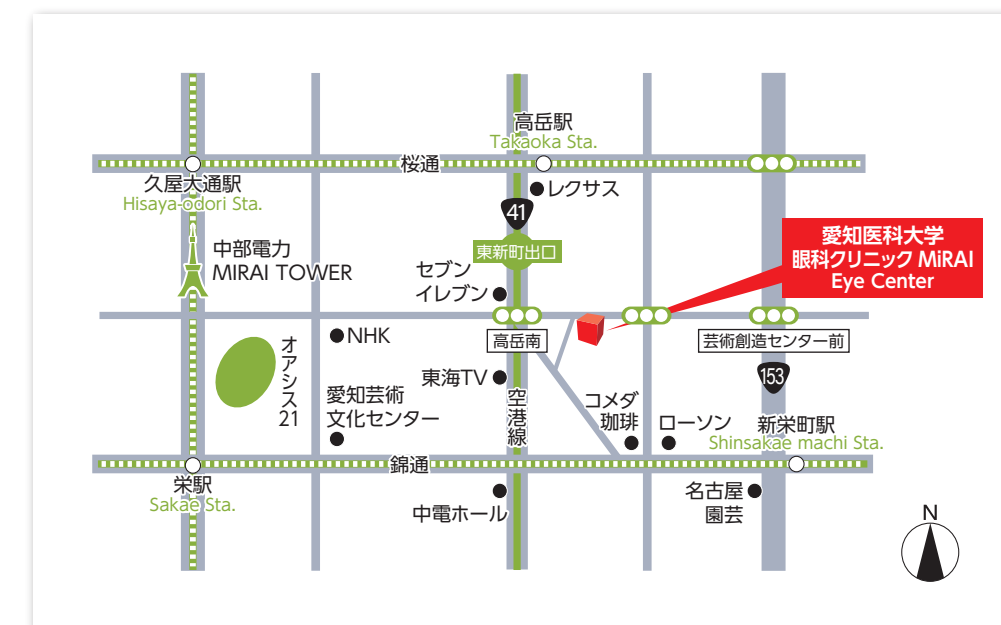 高岳駅
Takaoka Sta.
桜通
久屋大通駅
Hisaya-odori Sta.
レクサス
41
東新町出口
中部電力
MIRAI TOWER
セブン
イレブン
愛知医科大学
眼科クリニック MiRAI
Eye Center
NHK
高岳南
芸術創造センター前
オアシス21
東海TV
空港線
153
愛知芸術
文化センター
コメダ
珈琲
ローソン
新栄町駅
Shinsakae machi Sta.
錦通
栄駅
Sakae Sta.
中電ホール
名古屋
園芸
N